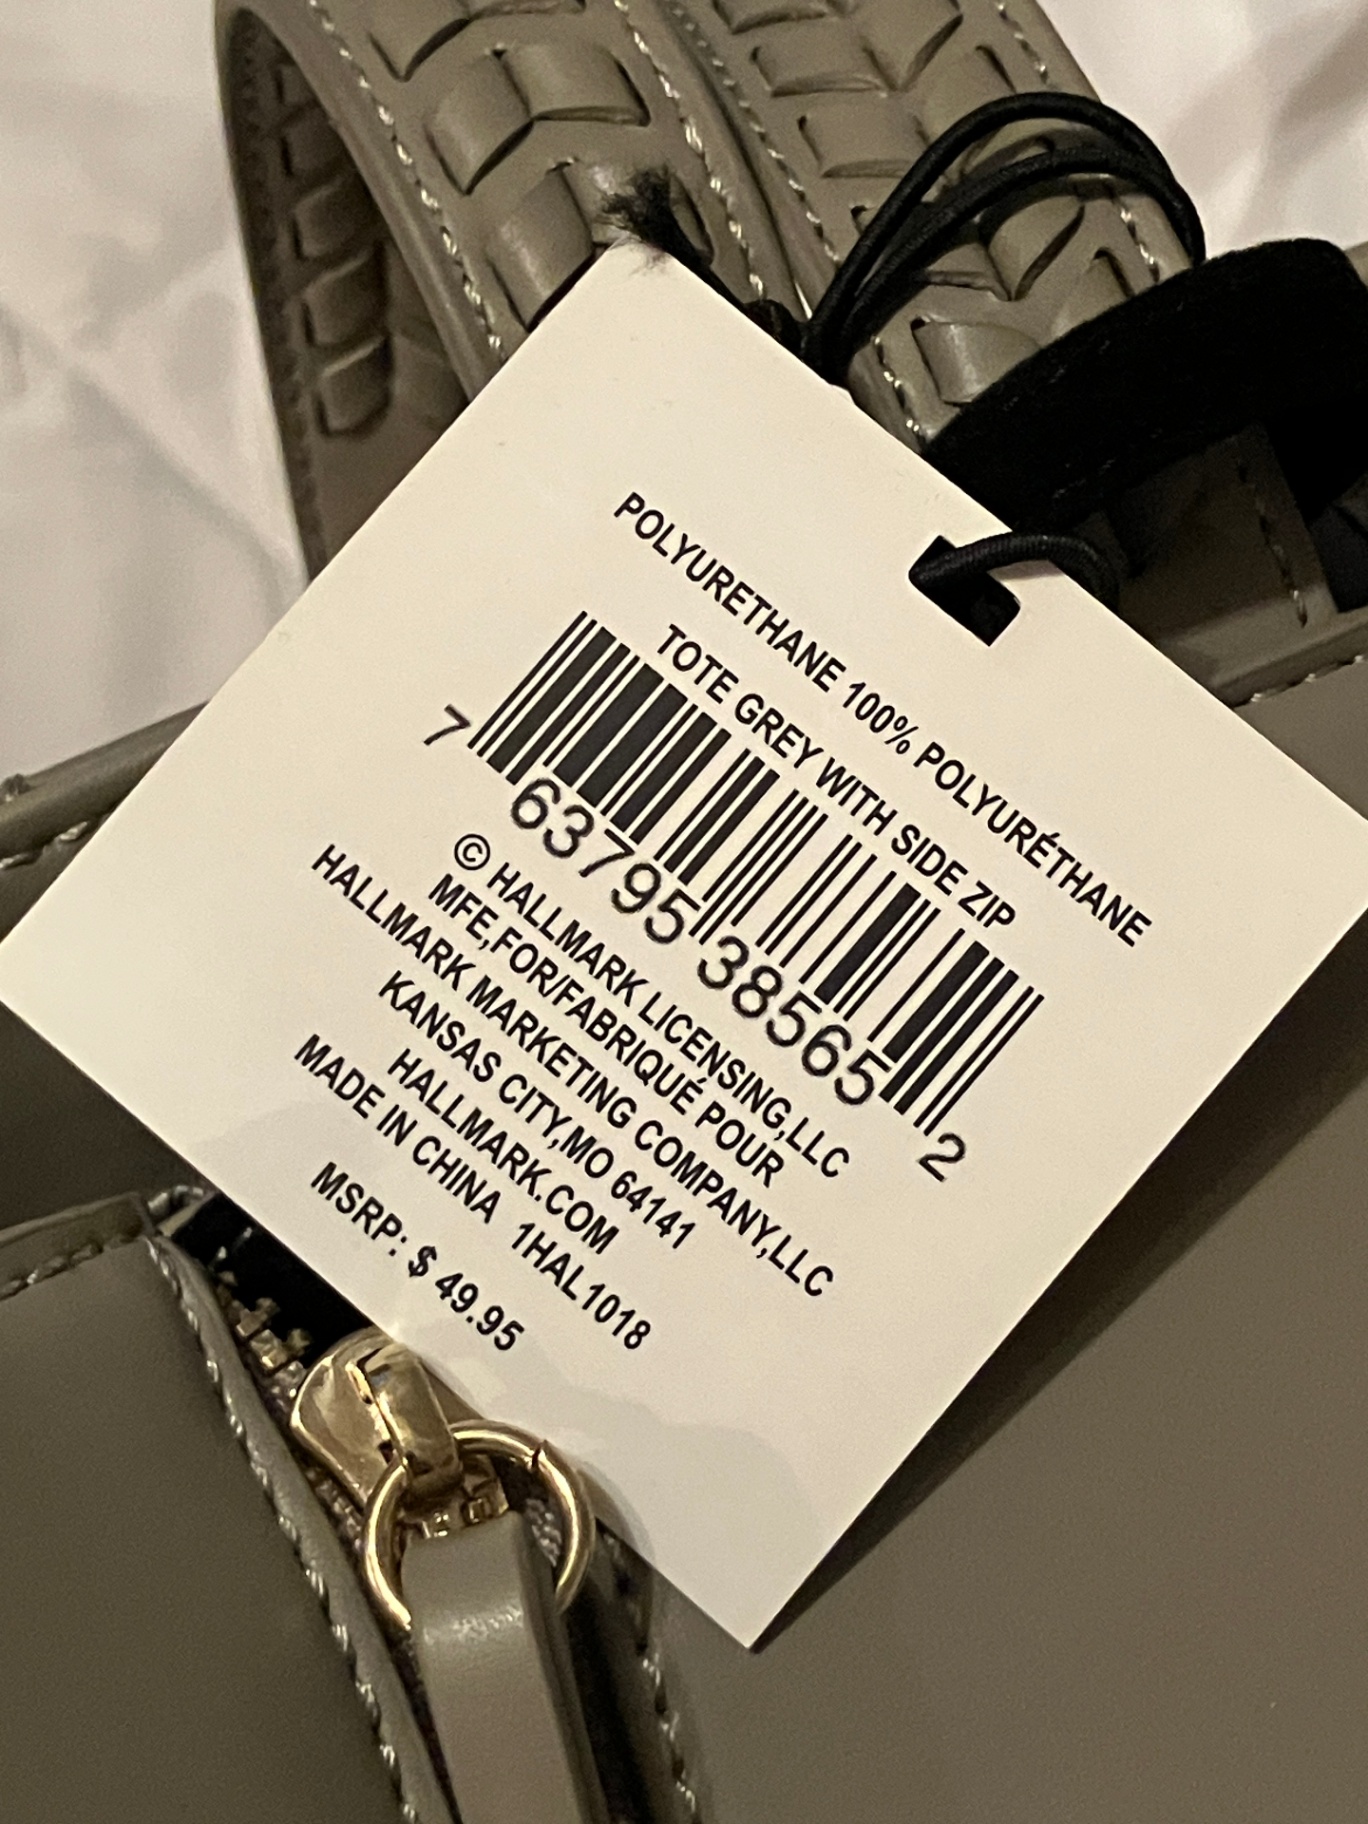 POLYURETHANE 100% POLYURÉTHANE
TOTE GREY WITH SIDE ZIP
7 63795 38565 2
© HALLMARK LICENSING,LLC
MFE,FOR/FABRIQUÉ POUR
HALLMARK MARKETING COMPANY,LLC
KANSAS CITY,MO 64141
HALLMARK.COM
MADE IN CHINA 1HAL1018
MSRP: $ 49.95